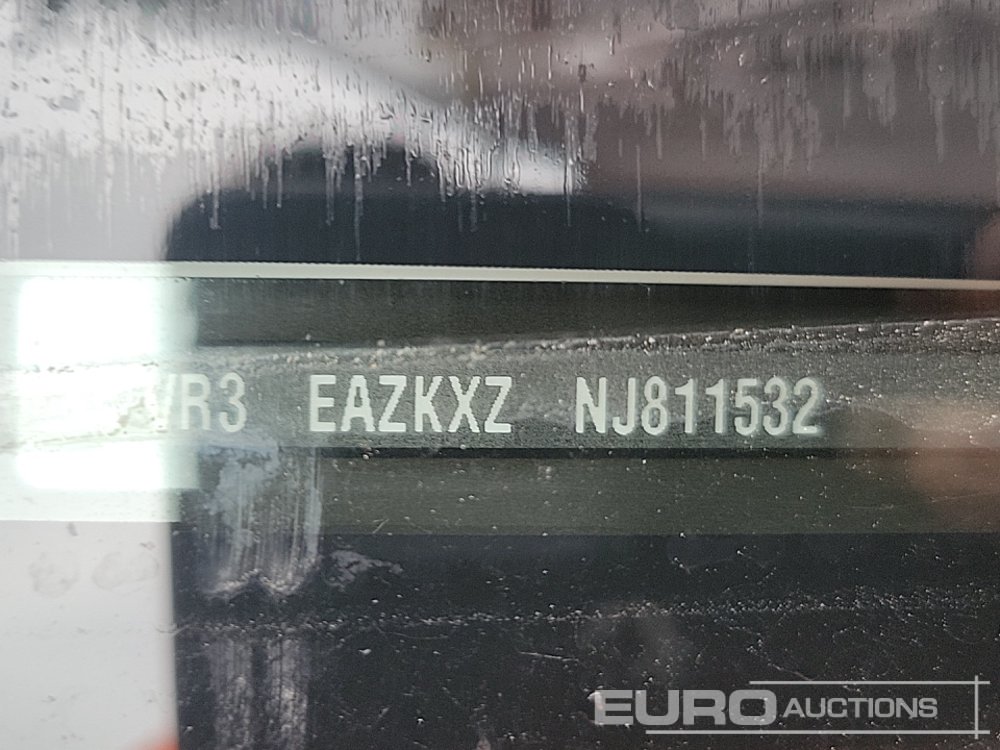 VR3 EAZKXZ NJ811532
EURO AUCTIONS